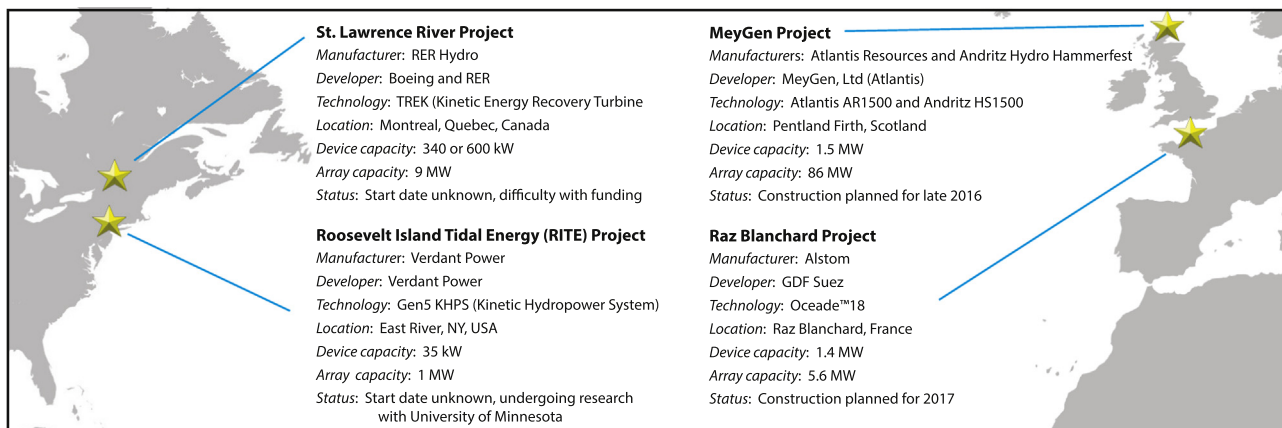 St. Lawrence River Project
Manufacturer: RER Hydro
Developer: Boeing and RER
Technology: TREK (Kinetic Energy Recovery Turbine
Location: Montreal, Quebec, Canada
Device capacity: 340 or 600 kW
Array capacity: 9 MW
Status: Start date unknown, difficulty with funding
Roosevelt Island Tidal Energy (RITE) Project
Manufacturer: Verdant Power
Developer: Verdant Power
Technology: Gen5 KHPS (Kinetic Hydropower System)
Location: East River, NY, USA
Device capacity: 35 kW
Array capacity: 1 MW
Status: Start date unknown, undergoing research
with University of Minnesota
MeyGen Project
Manufacturers: Atlantis Resources and Andritz Hydro Hammerfest
Developer: MeyGen, Ltd (Atlantis)
Technology: Atlantis AR1500 and Andritz HS1500
Location: Pentland Firth, Scotland
Device capacity: 1.5 MW
Array capacity: 86 MW
Status: Construction planned for late 2016
Raz Blanchard Project
Manufacturer: Alstom
Developer: GDF Suez
Technology: Oceade™18
Location: Raz Blanchard, France
Device capacity: 1.4 MW
Array capacity: 5.6 MW
Status: Construction planned for 2017